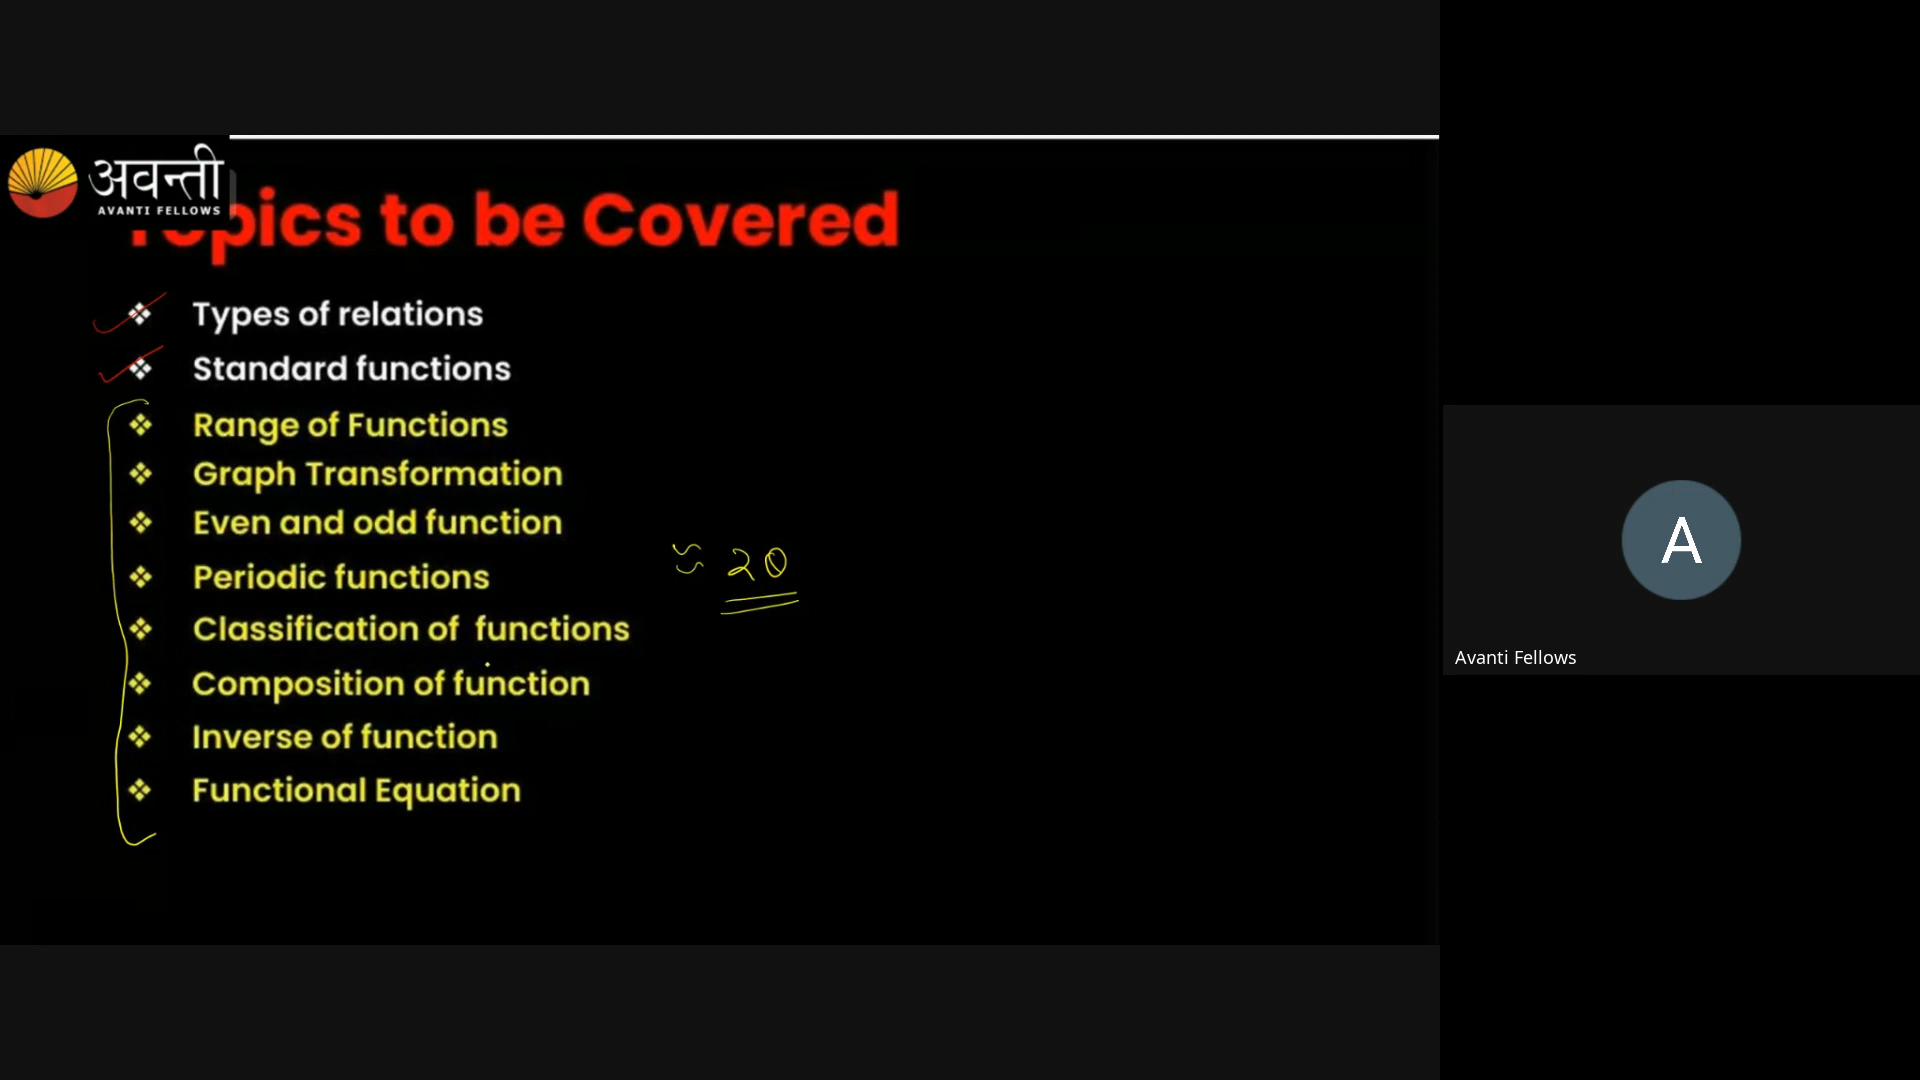 अवन्ती
AVANTI FELLOWS
Topics to be Covered
❖ Types of relations
❖ Standard functions
❖ Range of Functions
❖ Graph Transformation
❖ Even and odd function
❖ Periodic functions
≈ 20
❖ Classification of functions
❖ Composition of function
❖ Inverse of function
❖ Functional Equation
A
Avanti Fellows